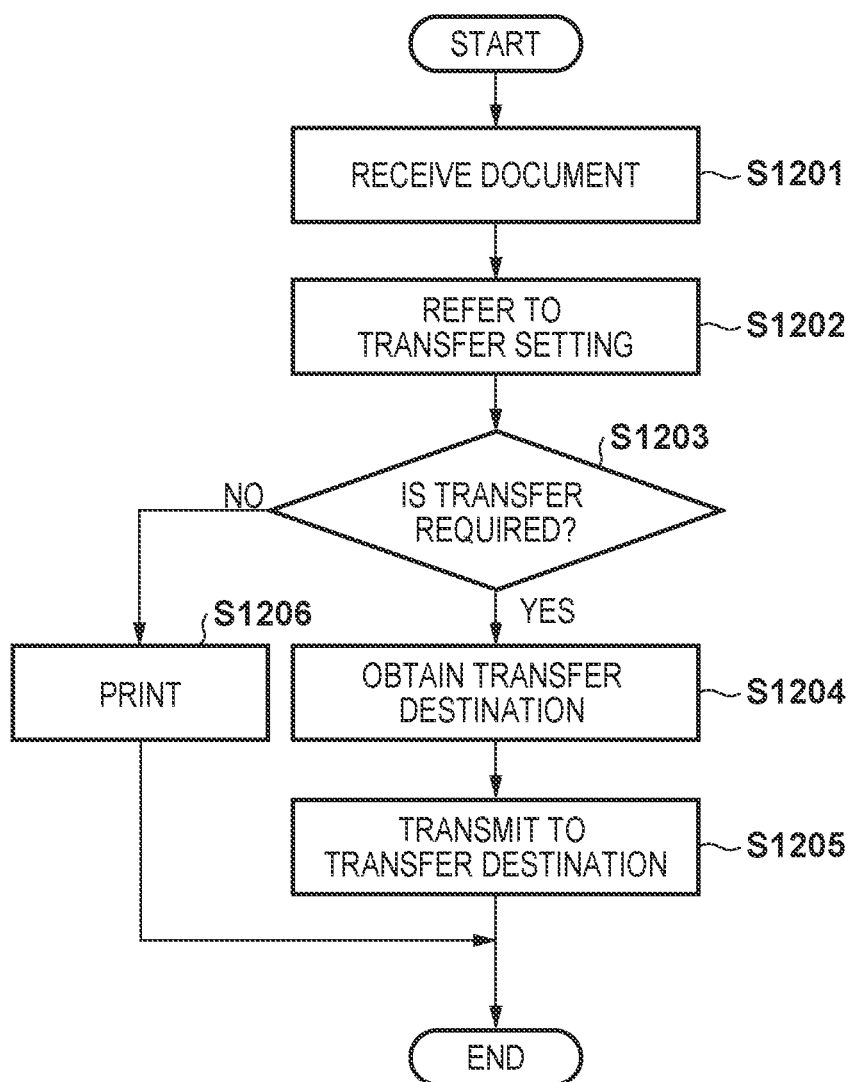 START
RECEIVE DOCUMENT
S1201
REFER TO
TRANSFER SETTING
S1202
S1203
IS TRANSFER
REQUIRED?
NO
YES
S1206
PRINT
OBTAIN TRANSFER
DESTINATION
S1204
TRANSMIT TO
TRANSFER DESTINATION
S1205
END